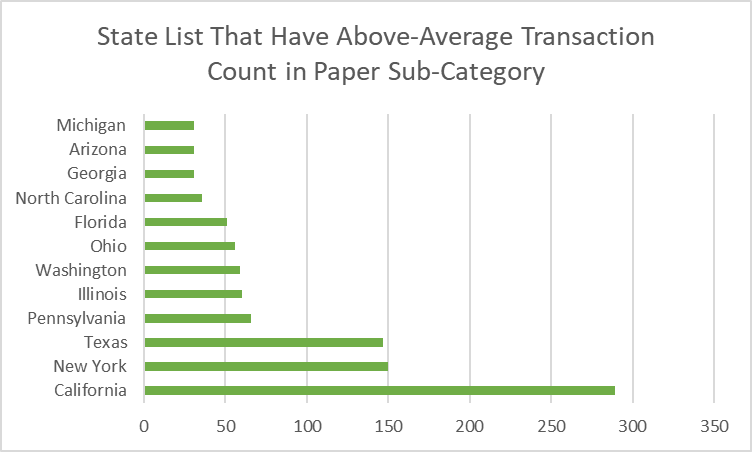 State List That Have Above-Average Transaction
Count in Paper Sub-Category
Michigan
Arizona
Georgia
North Carolina
Florida
Ohio
Washington
Illinois
Pennsylvania
Texas
New York
California
0 50 100 150 200 250 300 350